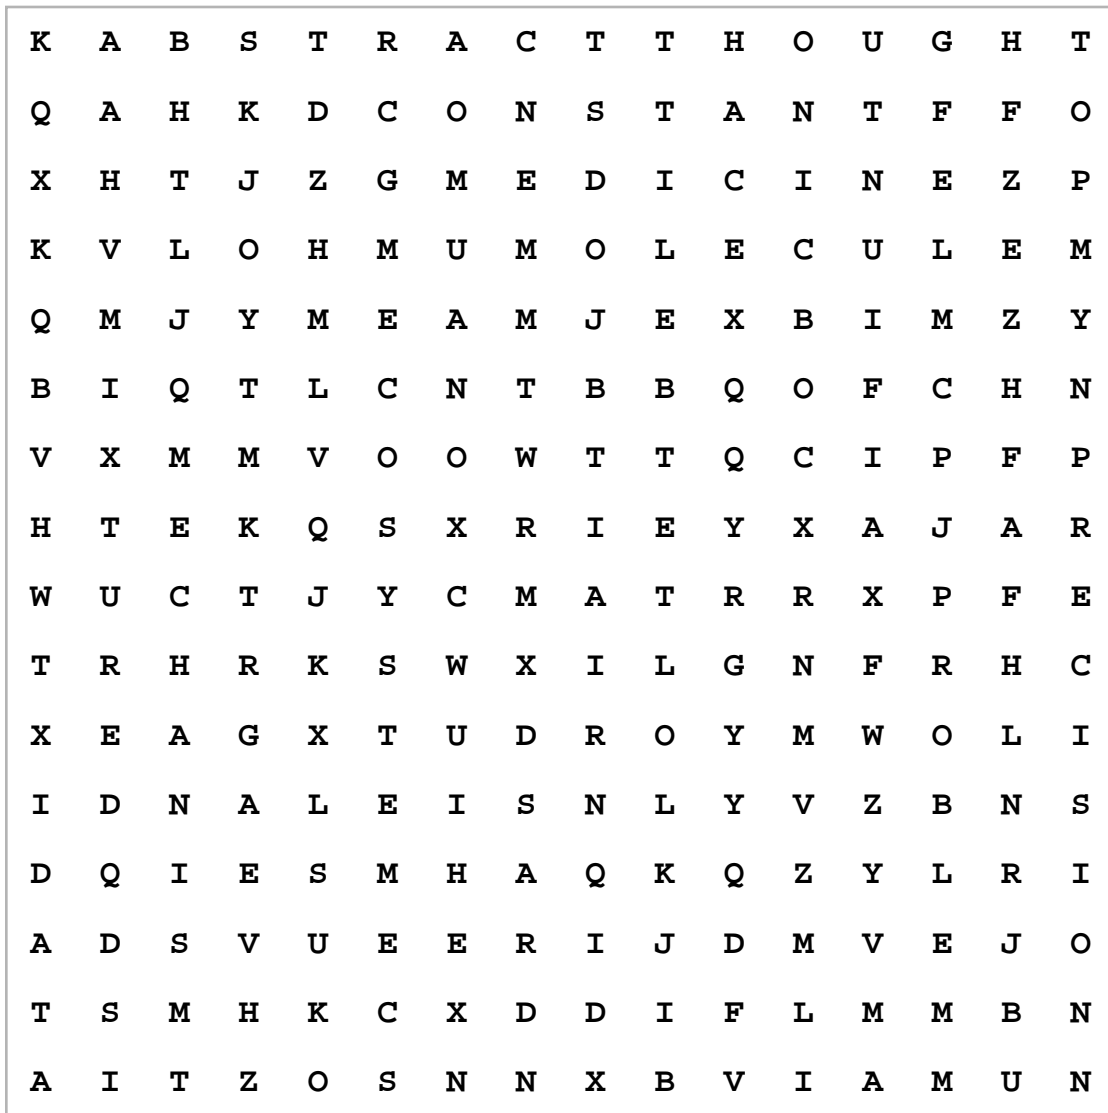 K A B S T R A C T T H O U G H T
Q A H K D C O N S T A N T F F O
X H T J Z G M E D I C I N E Z P
K V L O H M U M O L E C U L E M
Q M J Y M E A M J E X B I M Z Y
B I Q T L C N T B B Q O F C H N
V X M M V O O W T T Q C I P F P
H T E K Q S X R I E Y X A J A R
W U C T J Y C M A T R R X P F E
T R H R K S W X I L G N F R H C
X E A G X T U D R O Y M W O L I
I D N A L E I S N L Y V Z B N S
D Q I E S M H A Q K Q Z Y L R I
A D S V U E E R I J D M V E J O
T S M H K C X D D I F L M M B N
A I T Z O S N N X B V I A M U N